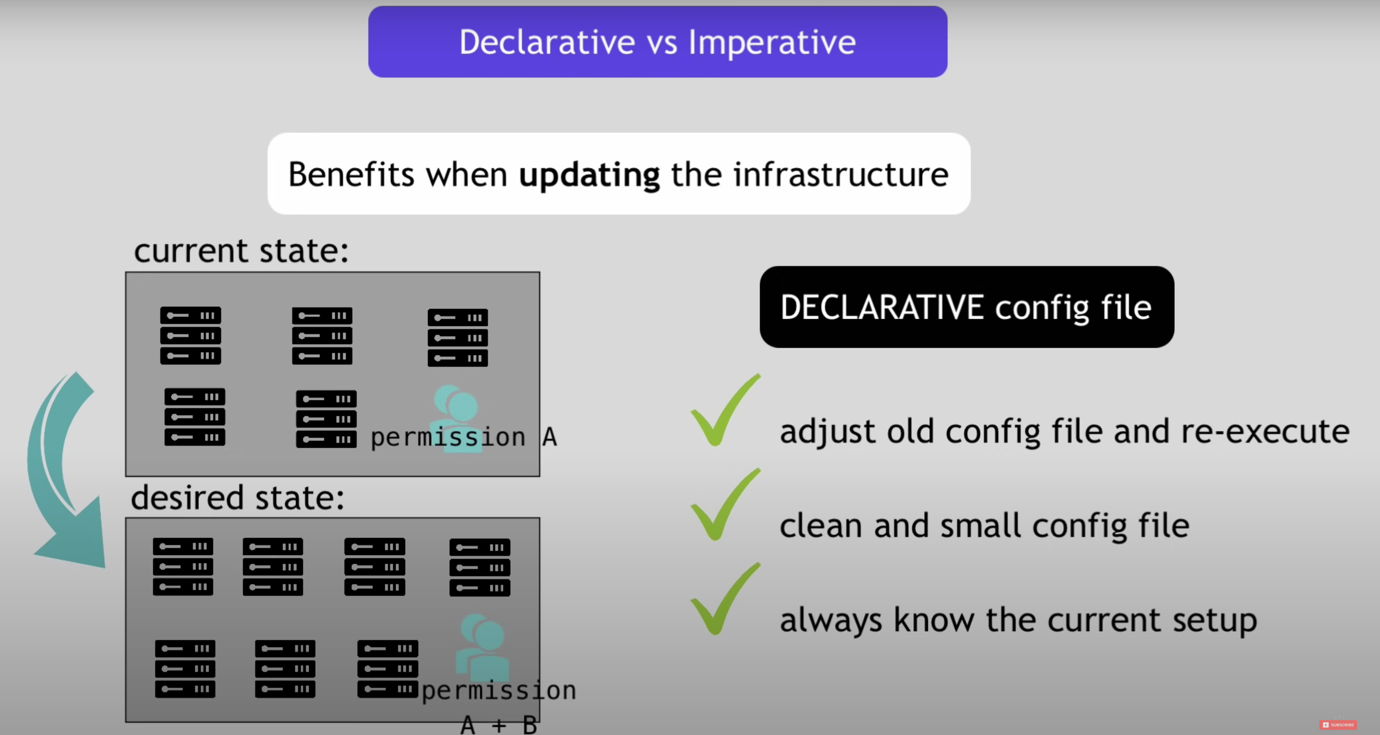 Declarative vs Imperative
Benefits when updating the infrastructure
current state:
permission A
desired state:
permission
A + B
DECLARATIVE config file
adjust old config file and re-execute
clean and small config file
always know the current setup
SUBSCRIBE